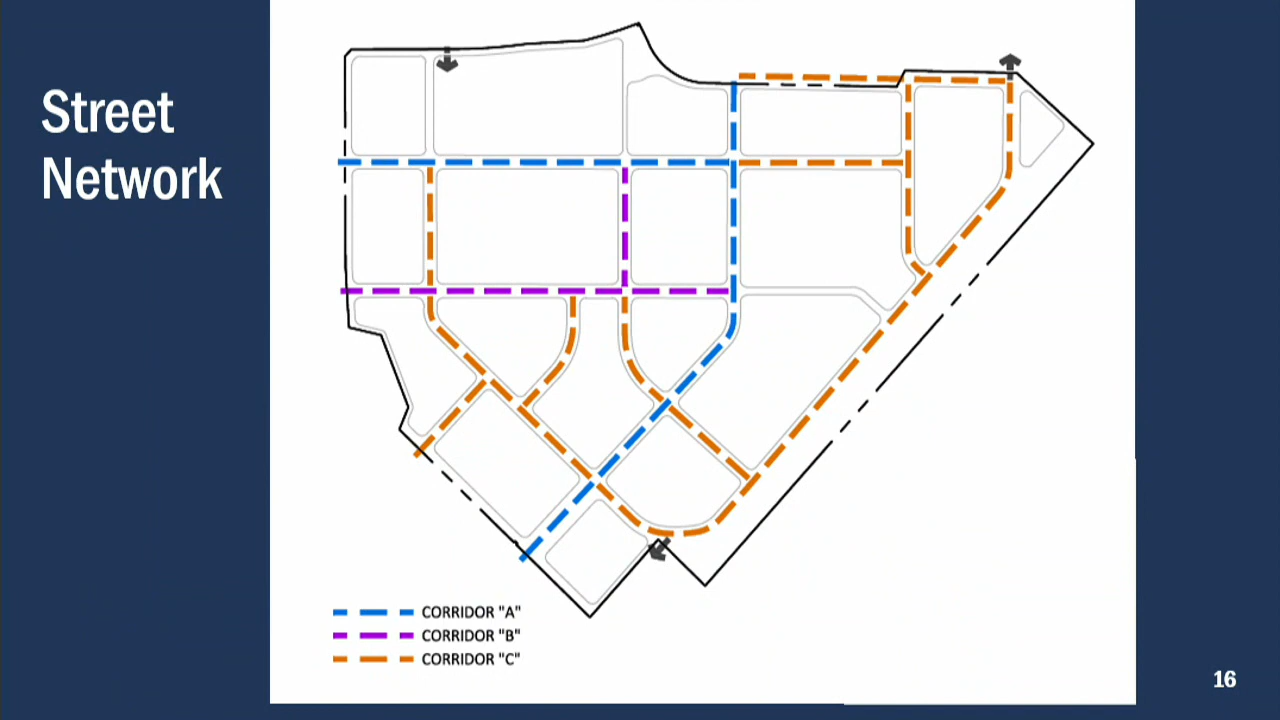 Street
Network
CORRIDOR "A"
CORRIDOR "B"
CORRIDOR "C"
16